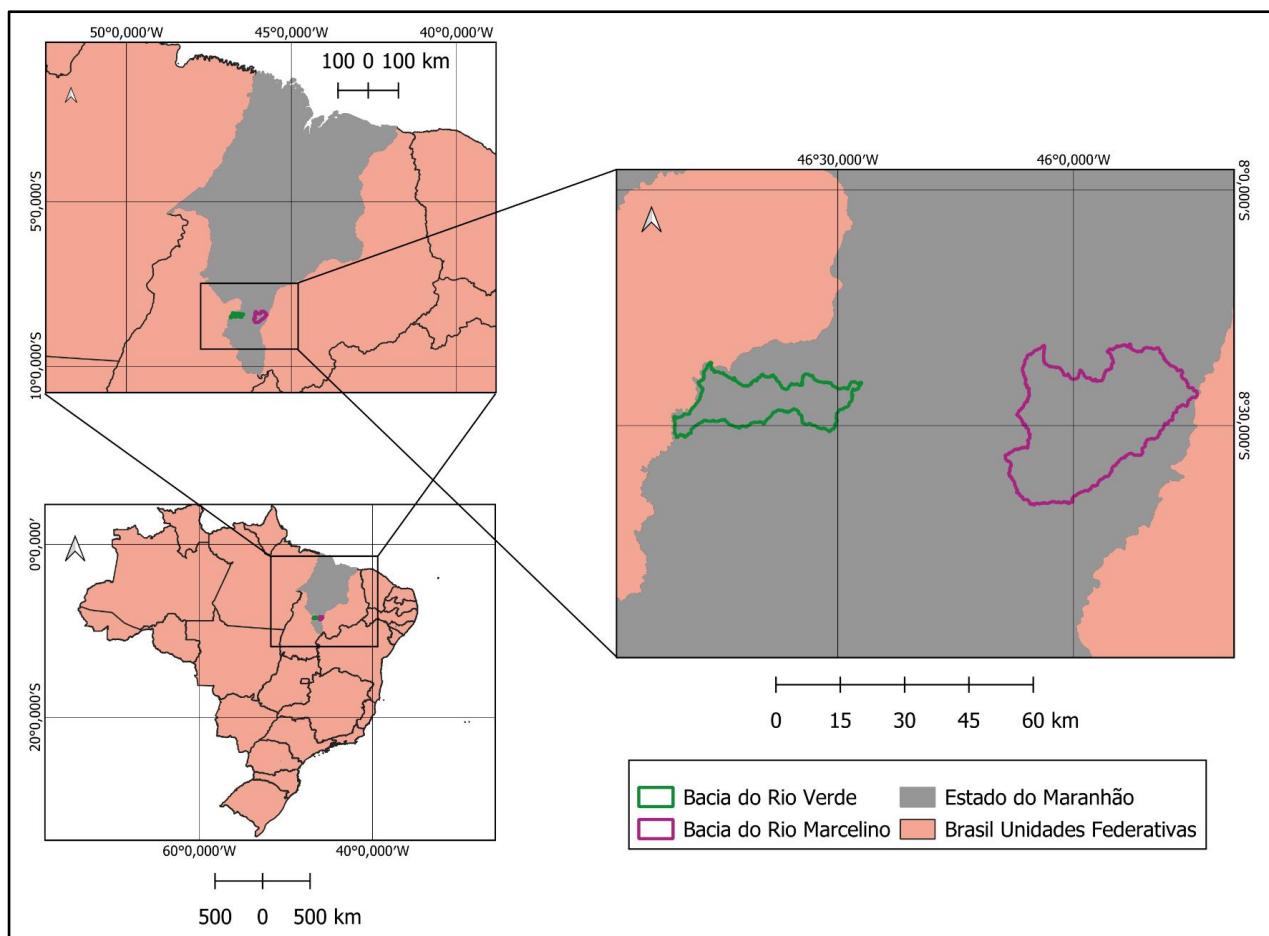 50°0,000'W 45°0,000'W 40°0,000'W
100 0 100 km
5°0,000'S
10°0,000'S
46°30,000'W 46°0,000'W
8°0,000'S
8°30,000'S
0 15 30 45 60 km
0°0,000'
20°0,000'S
60°0,000'W 40°0,000'W
500 0 500 km
Bacia do Rio Verde Estado do Maranhão
Bacia do Rio Marcelino Brasil Unidades Federativas